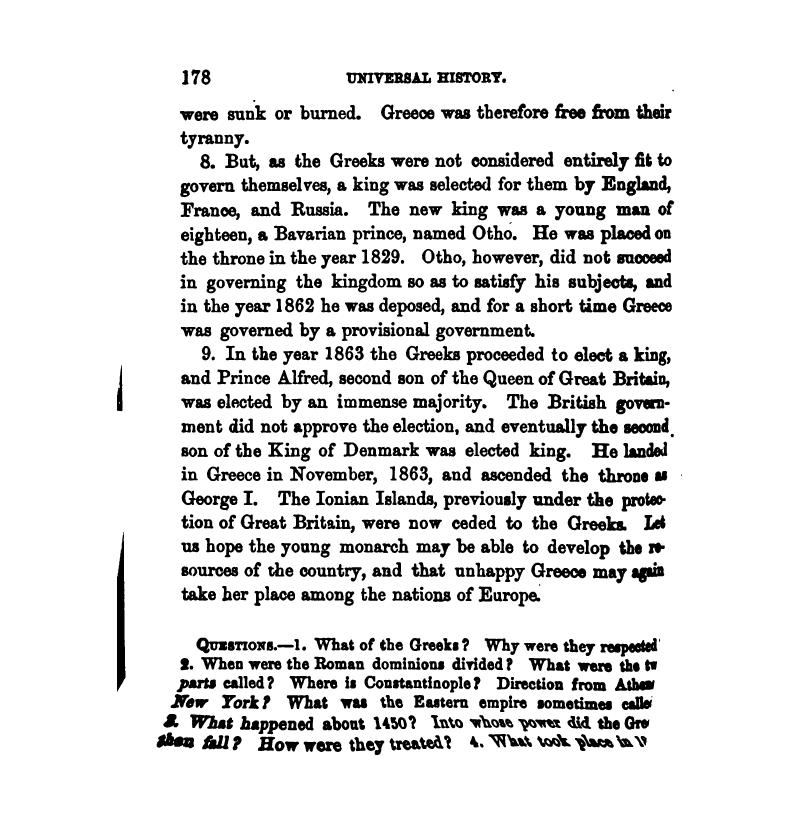 178 UNIVERSAL HISTORY.
were sunk or burned. Greece was therefore free from their
tyranny.
8. But, as the Greeks were not considered entirely fit to
govern themselves, a king was selected for them by England,
France, and Russia. The new king was a young man of
eighteen, a Bavarian prince, named Otho. He was placed on
the throne in the year 1829. Otho, however, did not succeed
in governing the kingdom so as to satisfy his subjects, and
in the year 1862 he was deposed, and for a short time Greece
was governed by a provisional government.
9. In the year 1863 the Greeks proceeded to elect a king,
and Prince Alfred, second son of the Queen of Great Britain,
was elected by an immense majority. The British govern-
ment did not approve the election, and eventually the second
son of the King of Denmark was elected king. He landed
in Greece in November, 1863, and ascended the throne as
George I. The Ionian Islands, previously under the protec-
tion of Great Britain, were now ceded to the Greeks. Let
us hope the young monarch may be able to develop the re-
sources of the country, and that unhappy Greece may again
take her place among the nations of Europe.
QUESTIONS.—1. What of the Greeks? Why were they respected
2. When were the Roman dominions divided? What were the
parts called? Where is Constantinople? Direction from
New York? What was the Eastern empire sometimes
3. What happened about 1450? Into whose power did the
then fall? How were they treated? 4. What took place in